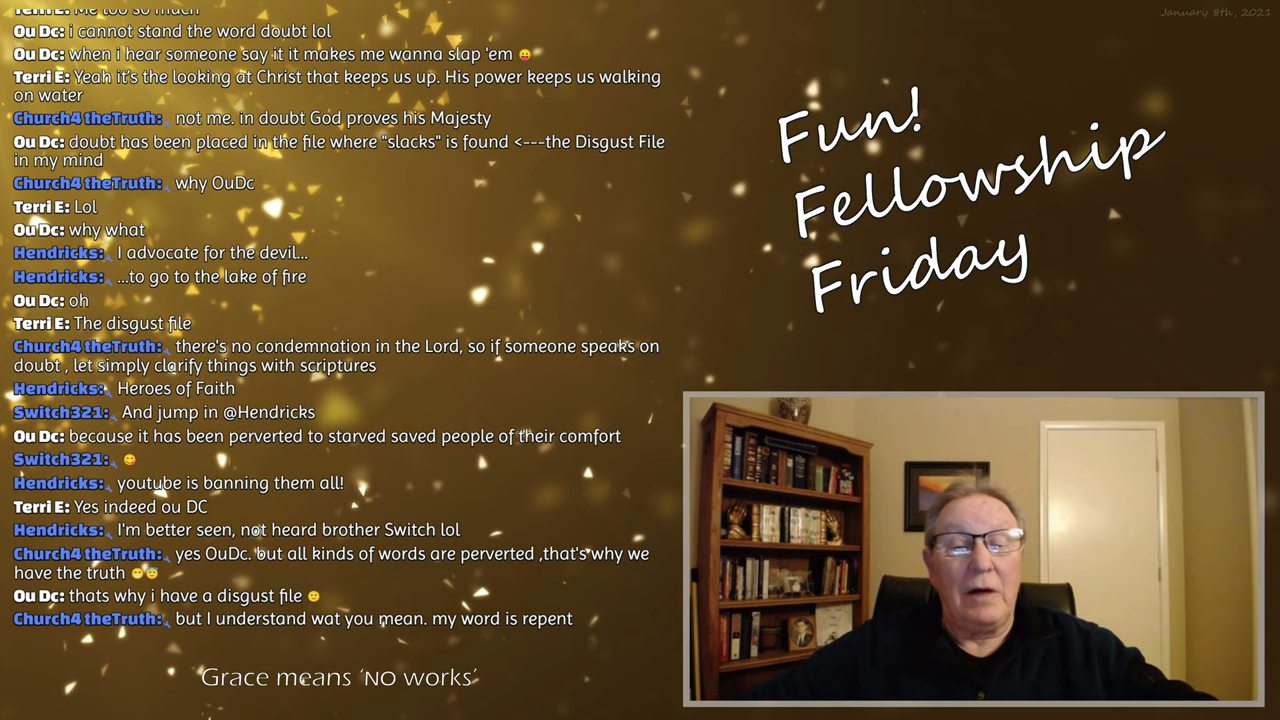 Terri E: Me too so much
Ou Dc: i cannot stand the word doubt lol
Ou Dc: when i hear someone say it it makes me wanna slap 'em 😛
Terri E: Yeah it's the looking at Christ that keeps us up. His power keeps us walking
on water
Church4 theTruth: not me. in doubt God proves his Majesty
Ou Dc: doubt has been placed in the file where "slacks" is found <---the Disgust File
in my mind
Church4 theTruth: why OuDc
Terri E: Lol
Ou Dc: why what
Hendricks: I advocate for the devil...
Hendricks: ...to go to the lake of fire
Ou Dc: oh
Terri E: The disgust file
Church4 theTruth: there's no condemnation in the Lord, so if someone speaks on
doubt , let simply clarify things with scriptures
Hendricks: Heroes of Faith
Switch321: And jump in @Hendricks
Ou Dc: because it has been perverted to starved saved people of their comfort
Switch321: 😋
Hendricks: youtube is banning them all!
Terri E: Yes indeed ou DC
Hendricks: I'm better seen, not heard brother Switch lol
Church4 theTruth: yes OuDc. but all kinds of words are perverted ,that's why we
have the truth 😁😇
Ou Dc: thats why i have a disgust file 🙂
Church4 theTruth: but I understand wat you mean. my word is repent
Grace means ‘NO works’
January 8th, 2021
Fun!
Fellowship
Friday